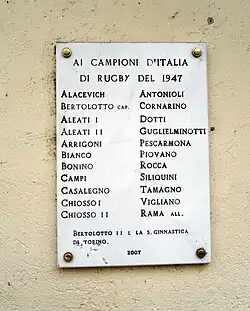 AI CAMPIONI D'ITALIA
DI RUGBY DEL 1947
ALACEVICH ANTONIOLI
BERTOLOTTO CAP. CORNARINO
ALEATI I DOTTI
ALEATI II GUGLIELMINOTTI
ARRIGONI PESCARMONA
BIANCO PIOVANO
BONINO ROCCA
CAMPI SILIQUINI
CASALEGNO TAMAGNO
CHIOSSO I VIGLIANO
CHIOSSO II RAMA ALL.
BERTOLOTTO II E LA S. GINNASTICA
DI TORINO.
2007